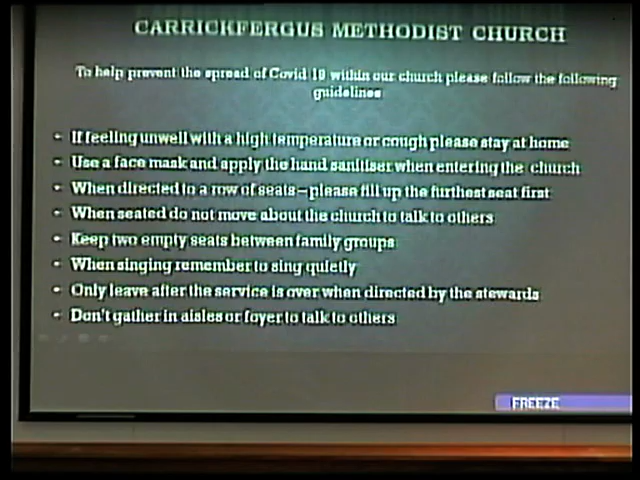 CARRICKFERGUS METHODIST CHURCH
To help prevent the spread of Covid 19 within our church please follow the following
guidelines
- If feeling unwell with a high temperature or cough please stay at home
- Use a face mask and apply the hand sanitiser when entering the church
- When directed to a row of seats – please fill up the furthest seat first
- When seated do not move about the church to talk to others
- Keep two empty seats between family groups
- When singing remember to sing quietly
- Only leave after the service is over when directed by the stewards
- Don't gather in aisles or foyer to talk to others
FREEZE